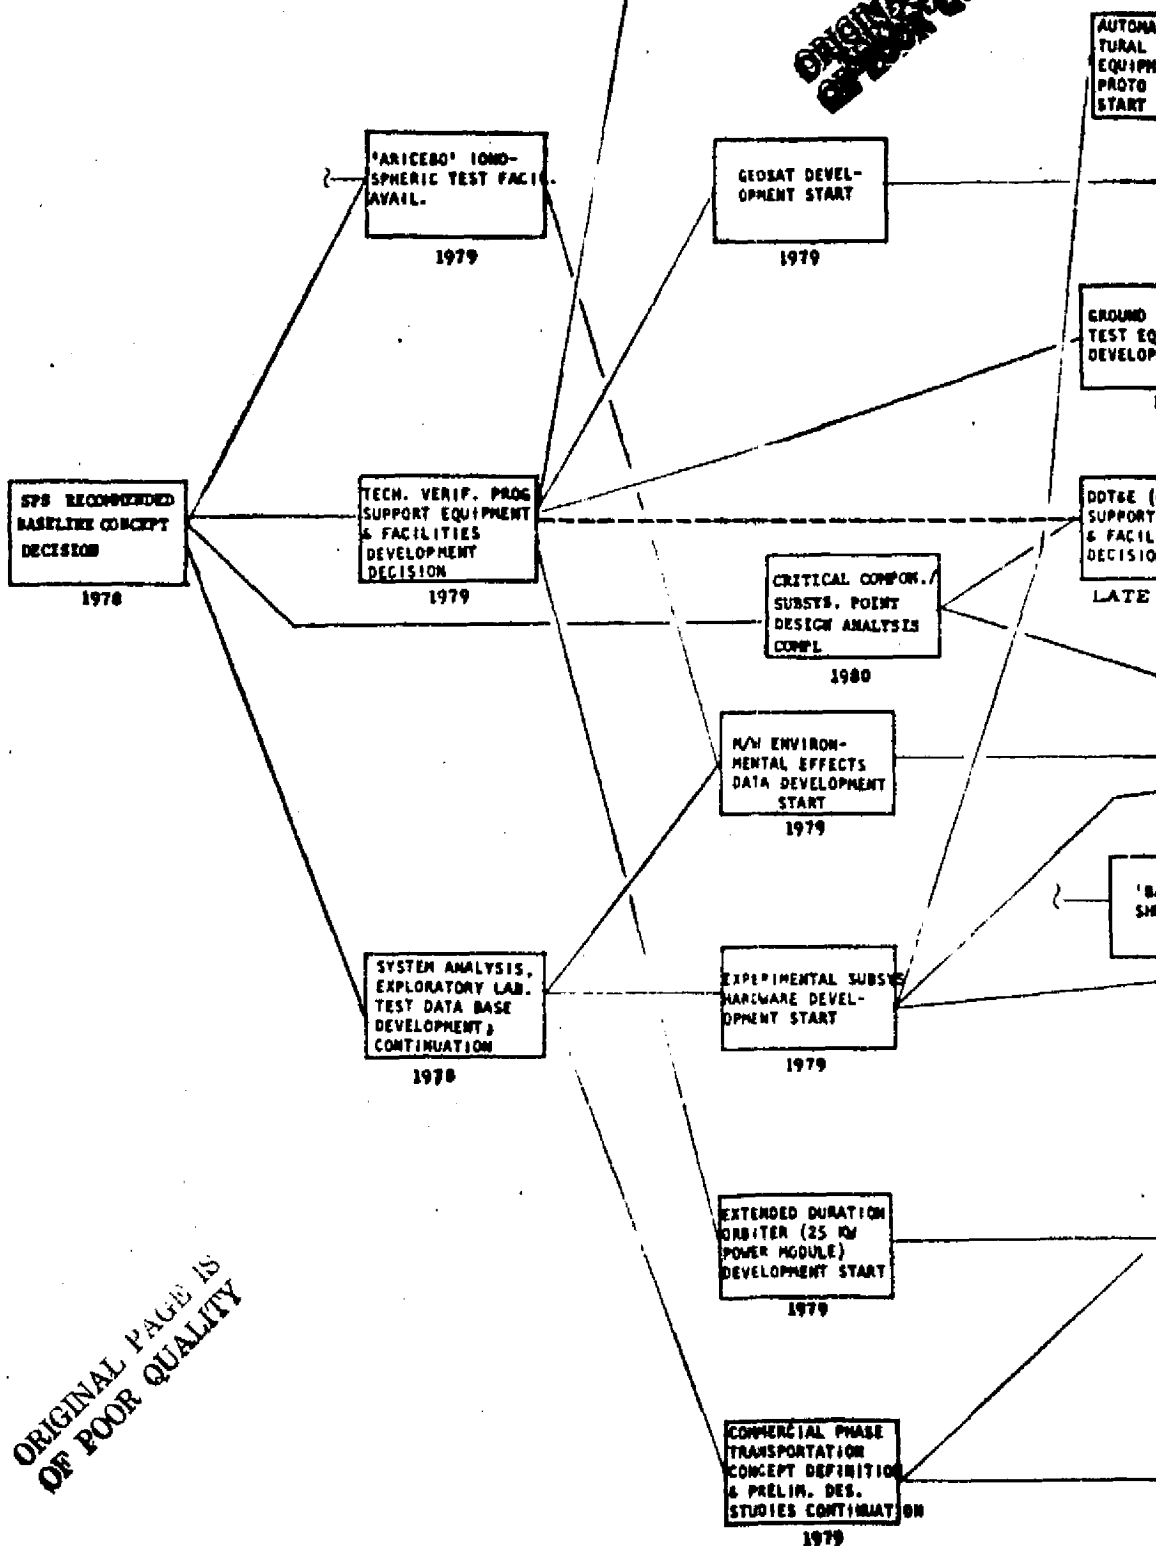 AUTOMA
TURAL
EQUIPM
PROTO
START
'ARICEBO' IONO-
SPHERIC TEST FACIL.
AVAIL.
1979
GEOSAT DEVEL-
OPMENT START
1979
GROUND
TEST EQ
DEVELOP
SPS RECOMMENDED
BASELINE CONCEPT
DECISION
1978
TECH. VERIF. PROG
SUPPORT EQUIPMENT
& FACILITIES
DEVELOPMENT
DECISION
1979
DDT&E (
SUPPORT
& FACIL
DECISIO
LATE
CRITICAL COMPON./
SUBSYS. POINT
DESIGN ANALYSIS
COMPL
1980
M/W ENVIRON-
MENTAL EFFECTS
DATA DEVELOPMENT
START
1979
'BA
SH
SYSTEM ANALYSIS,
EXPLORATORY LAB.
TEST DATA BASE
DEVELOPMENT;
CONTINUATION
1978
EXPERIMENTAL SUBSYS
HARDWARE DEVEL-
OPMENT START
1979
EXTENDED DURATION
ORBITER (25 KW
POWER MODULE)
DEVELOPMENT START
1979
COMMERCIAL PHASE
TRANSPORTATION
CONCEPT DEFINITION
& PRELIM. DES.
STUDIES CONTINUATION
1979
ORIGINAL PAGE IS
OF POOR QUALITY